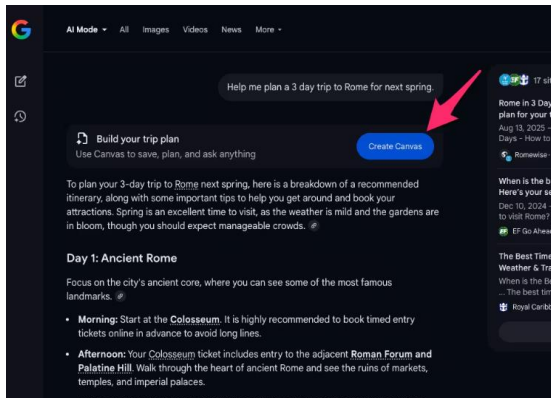 AI Mode All Images Videos News More
Help me plan a 3 day trip to Rome for next spring.
Build your trip plan
Use Canvas to save, plan, and ask anything
Create Canvas
To plan your 3-day trip to Rome next spring, here is a breakdown of a recommended
itinerary, along with some important tips to help you get around and book your
attractions. Spring is an excellent time to visit, as the weather is mild and the gardens are
in bloom, though you should expect manageable crowds.
Day 1: Ancient Rome
Focus on the city's ancient core, where you can see some of the most famous
landmarks.
• Morning: Start at the Colosseum. It is highly recommended to book timed entry
tickets online in advance to avoid long lines.
• Afternoon: Your Colosseum ticket includes entry to the adjacent Roman Forum and
Palatine Hill. Walk through the heart of ancient Rome and see the ruins of markets,
temples, and imperial palaces.
17
Rome in 3 Day
plan for your
Aug 13, 2025 –
Days - How to
Romewise
When is the
Here's your
Dec 10, 2024 -
to visit Rome?
EF Go Ahea
The Best Time
Weather &
When is the
... The best
Royal